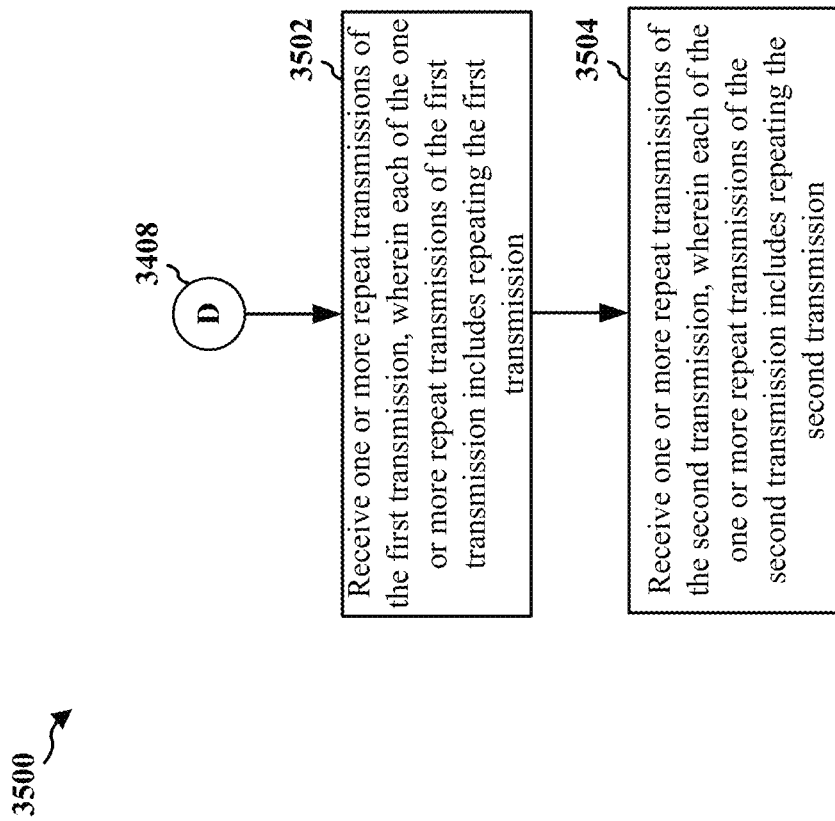 3500
3408
D
3502
Receive one or more repeat transmissions of
the first transmission, wherein each of the one
or more repeat transmissions of the first
transmission includes repeating the first
transmission
3504
Receive one or more repeat transmissions of
the second transmission, wherein each of the
one or more repeat transmissions of the
second transmission includes repeating the
second transmission